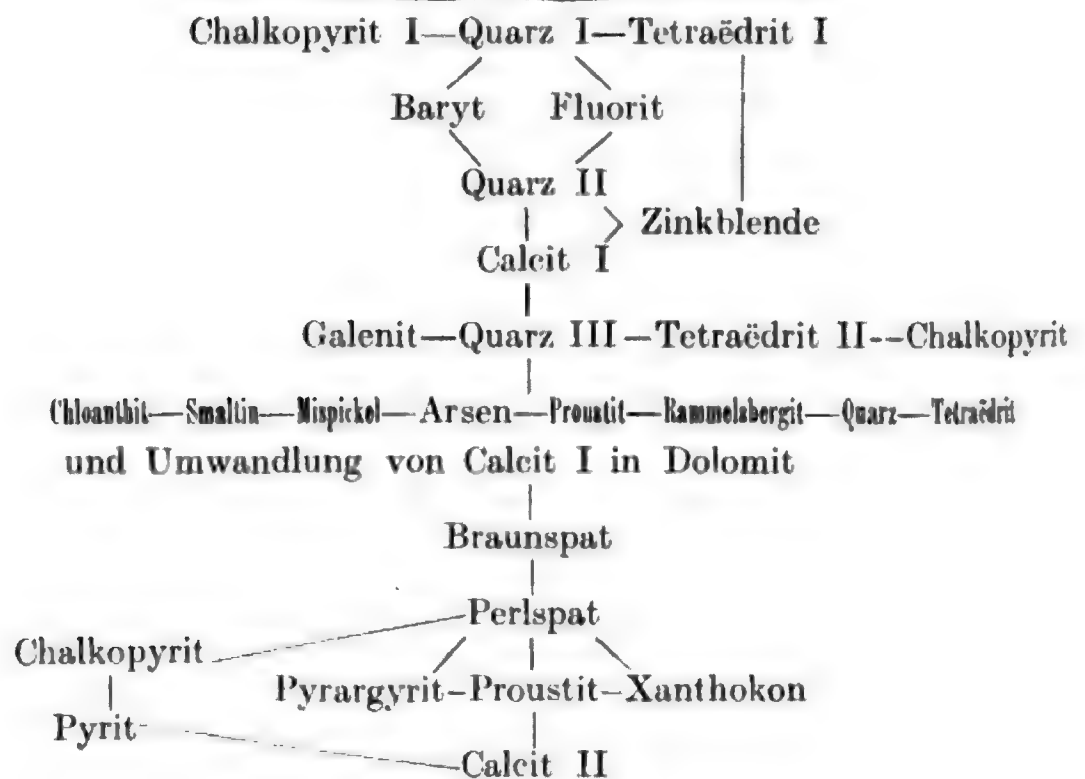 Chalkopyrit I—Quarz I—Tetraëdrit I
Baryt Fluorit
Quarz II
Zinkblende
Calcit I
Galenit—Quarz III—Tetraëdrit II--Chalkopyrit
Chloanthit—Smaltin—Mispickel—Arsen—Proustit—Rammelsbergit—Quarz—Tetraëdrit
und Umwandlung von Calcit I in Dolomit
Braunspat
Perlspat
Chalkopyrit
Pyrargyrit-Proustit-Xanthokon
Pyrit
Calcit II